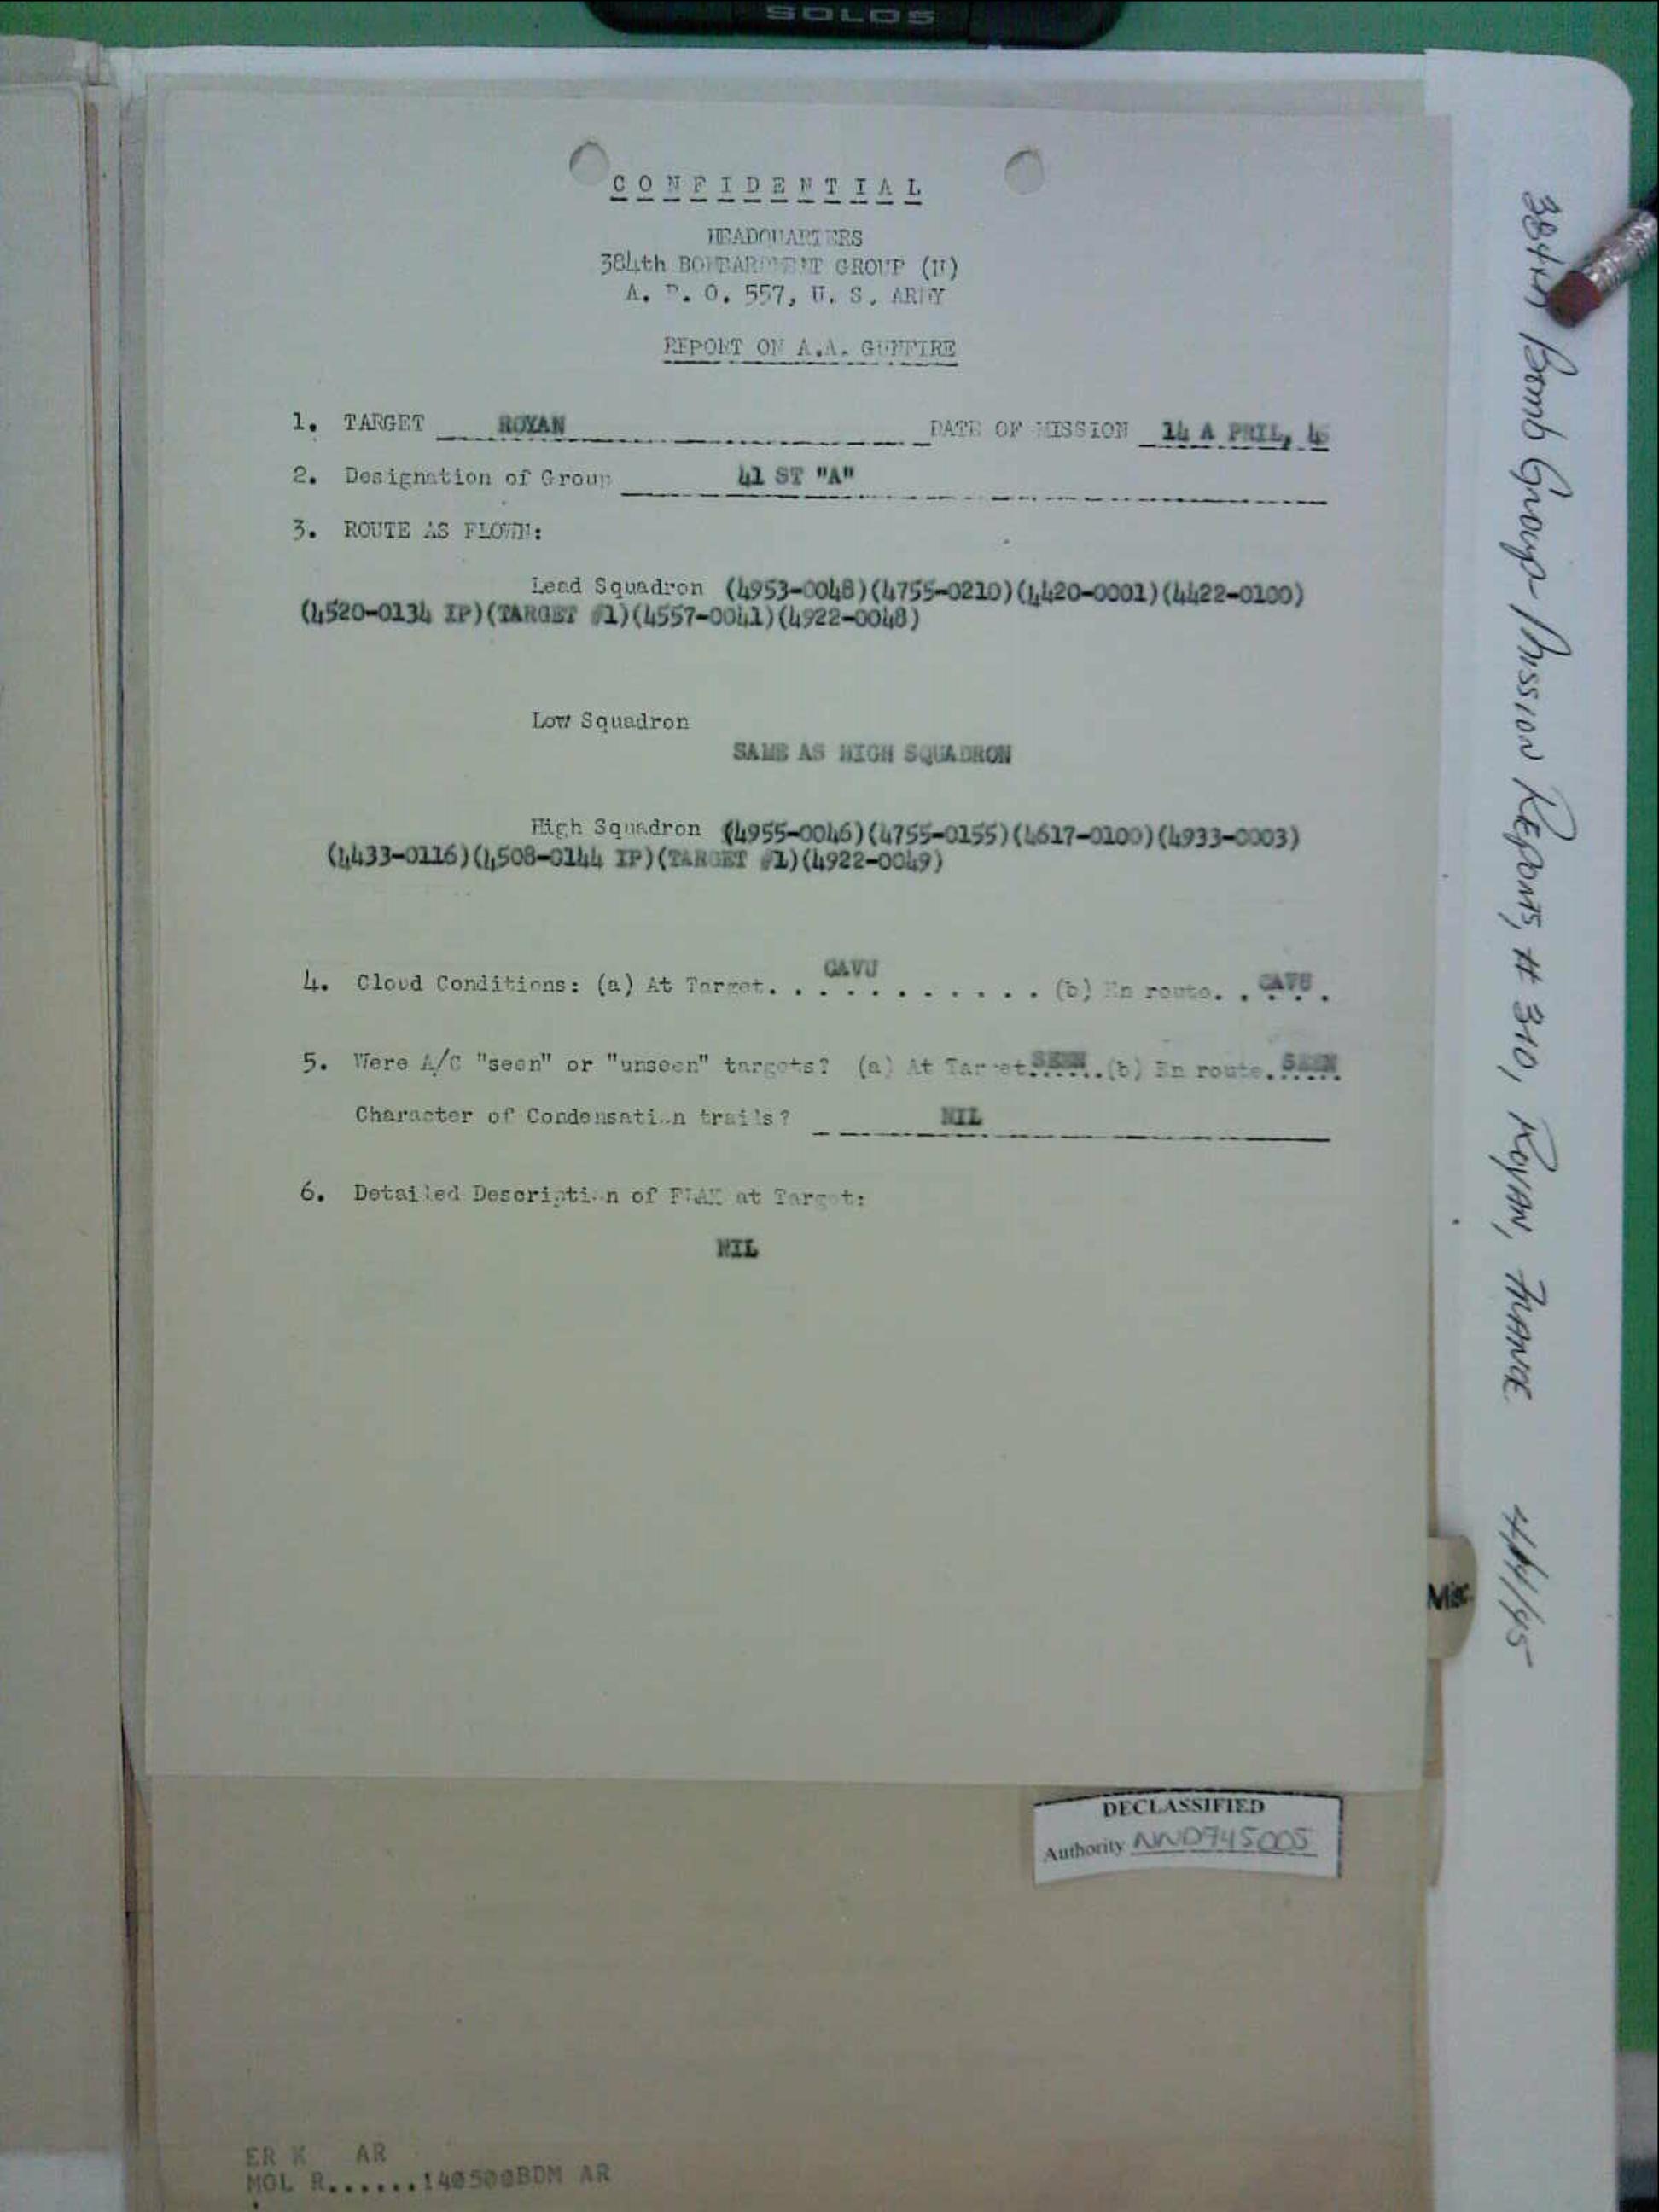 SOLOS
CONFIDENTIAL
HEADQUARTERS
384th BOMBARDMENT GROUP (H)
A. P. O. 557, U. S. ARMY
REPORT ON A.A. GUNFIRE
1. TARGET ROYAN DATE OF MISSION 14 A PRIL, 45
2. Designation of Group 41 ST "A"
3. ROUTE AS FLOWN:
Lead Squadron (4953-0048)(4755-0210)(4420-0001)(4422-0100)
(4520-0134 IP)(TARGET #1)(4557-0041)(4922-0048)
Low Squadron
SAME AS HIGH SQUADRON
High Squadron (4955-0046)(4755-0155)(4617-0100)(4933-0003)
(4433-0116)(4508-0144 IP)(TARGET #1)(4922-0049)
4. Cloud Conditions: (a) At Target. . . CAVU . . . . . . . . . (b) En route. . CAVU .
5. Were A/C "seen" or "unseen" targets? (a) At Target. SEEN ..(b) En route. SEEN
Character of Condensation trails? NIL
6. Detailed Description of FLAK at Target:
NIL
384th Bomb Group Mission Reports, # 310, Royan, France 4/14/45
Misc.
DECLASSIFIED
Authority NND745005
ER K AR
MGL R......140500BDM AR